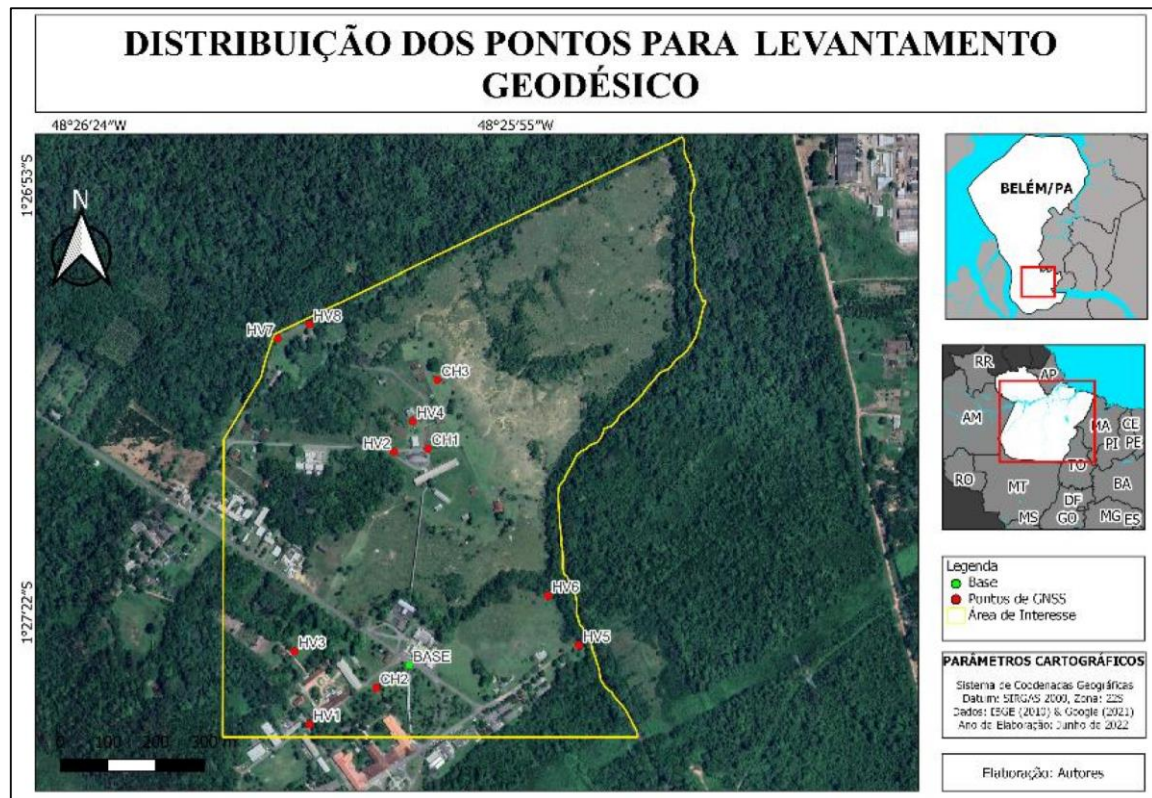 DISTRIBUIÇÃO DOS PONTOS PARA LEVANTAMENTO
GEODÉSICO
48°26'24"W
48°25'55"W
1°26'53"S
1°27'22"S
N
HV7
HV8
CH3
HV4
HV2
CH1
HV6
HV5
HV3
BASE
CH2
HV1
0 100 200 300 m
BELÉM/PA
RR
AP
AM
MA
CE
PI
PE
TO
RO
MT
BA
DF
GO
MS
MG
ES
Legenda
Base
Pontos de GNSS
Área de Interesse
PARÂMETROS CARTOGRÁFICOS
Sistema de Coodenacas Geográficas
Datum: SIRGAS 2000, Zona: 22S
Dados: IBGE (2010) & Google (2021)
Ano de Elaboração: Junho de 2022
Elaboração: Autores